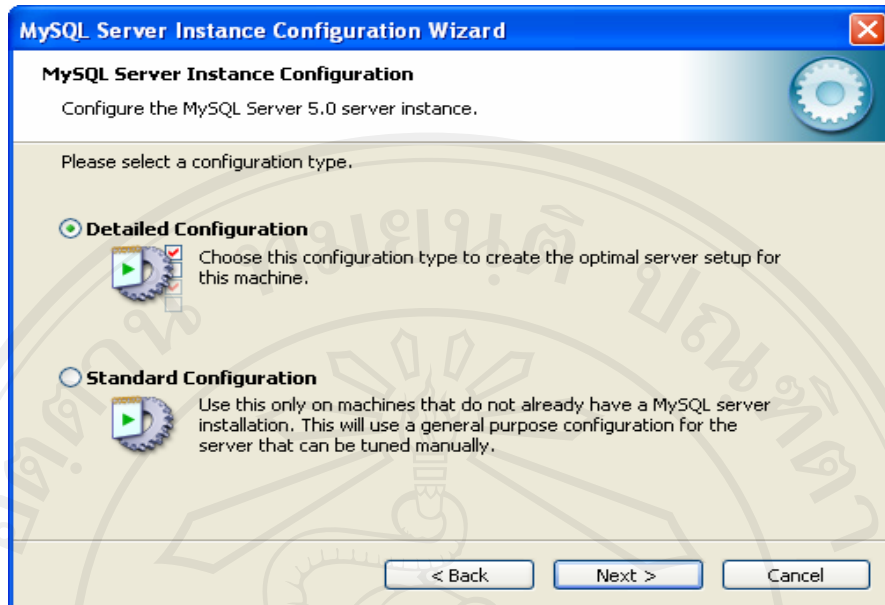 MySQL Server Instance Configuration Wizard
MySQL Server Instance Configuration
Configure the MySQL Server 5.0 server instance.
Please select a configuration type.
Detailed Configuration
Choose this configuration type to create the optimal server setup for
this machine.
Standard Configuration
Use this only on machines that do not already have a MySQL server
installation. This will use a general purpose configuration for the
server that can be tuned manually.
< Back
Next >
Cancel